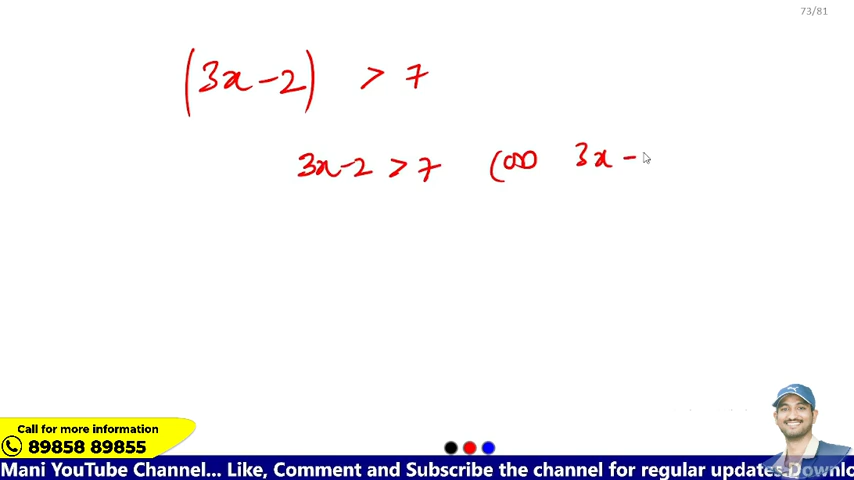 73/81
|3x-2| > 7
3x-2 > 7 (or) 3x -
Call for more information
89858 89855
Mani YouTube Channel... Like, Comment and Subscribe the channel for regular updates. Downlo